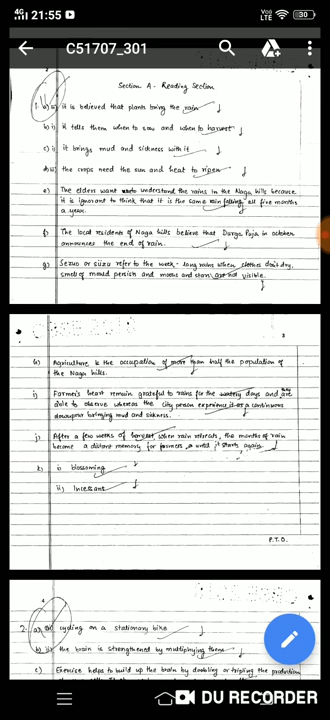 4G 21:55 Vo) LTE 30
C51707_301
Section A - Reading Section
1. a) it is believed that plants bring the rain
b) i) it tells them when to sow and when to harvest
c) i) it brings mud and sickness with it
d) iii) the crops need the sun and heat to ripen
e) The elders want to understand the rains in the Naga hills because
it is ignorant to think that it is the same rain falling all five months
a year.
f) The local residents of Naga hills believe that Durga Puja in october
announces the end of rain.
g) Sezuo or süzu refer to the week-long rains when clothes don't dry,
smell of mould persists and moons and stars are not visible.
3
h) Agriculture is the occupation of more than half the population of
the Naga hills.
i) Farmer's heart remain grateful to rains for the watery days and they are
able to observe whereas the city person experience it as a continuous
downpour bringing mud and sickness.
j) After a few weeks of harvest when rain retreats, the months of rain
become a distant memory for farmers until it starts again.
k) i) blossoming
ii) Incessant
P.T.O.
4
2. a) cycling on a stationary bike
b) ii) the brain is strengthened by multiplying them
c) Exercise helps to build up the brain by doubling or tripling the production
DU RECORDER